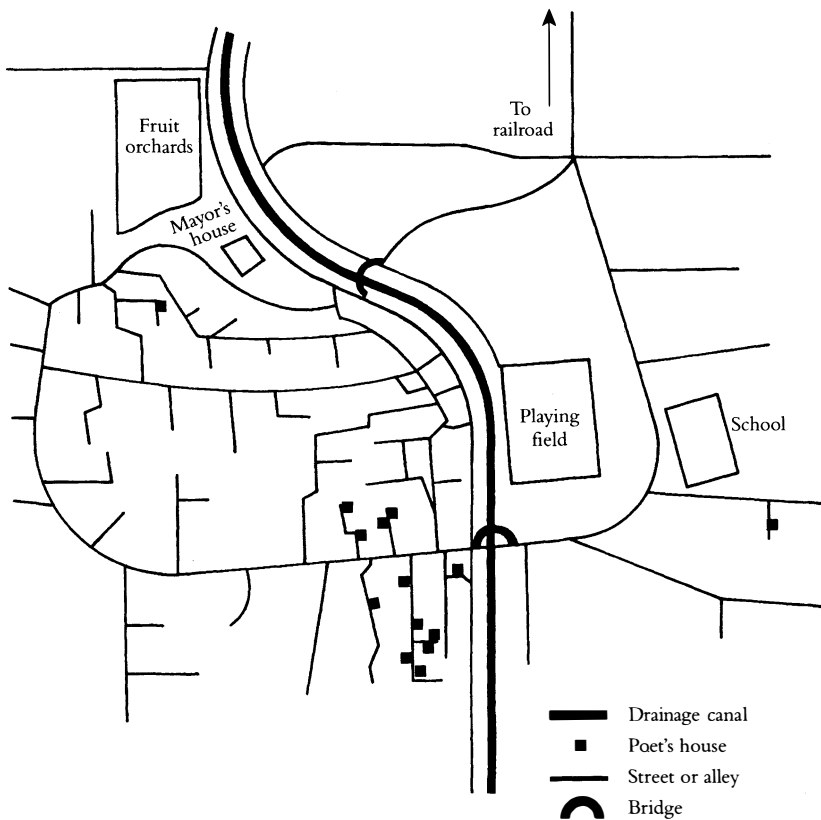 To
railroad
Fruit
orchards
Mayor's
house
Playing
field
School
Drainage canal
Poet's house
Street or alley
Bridge